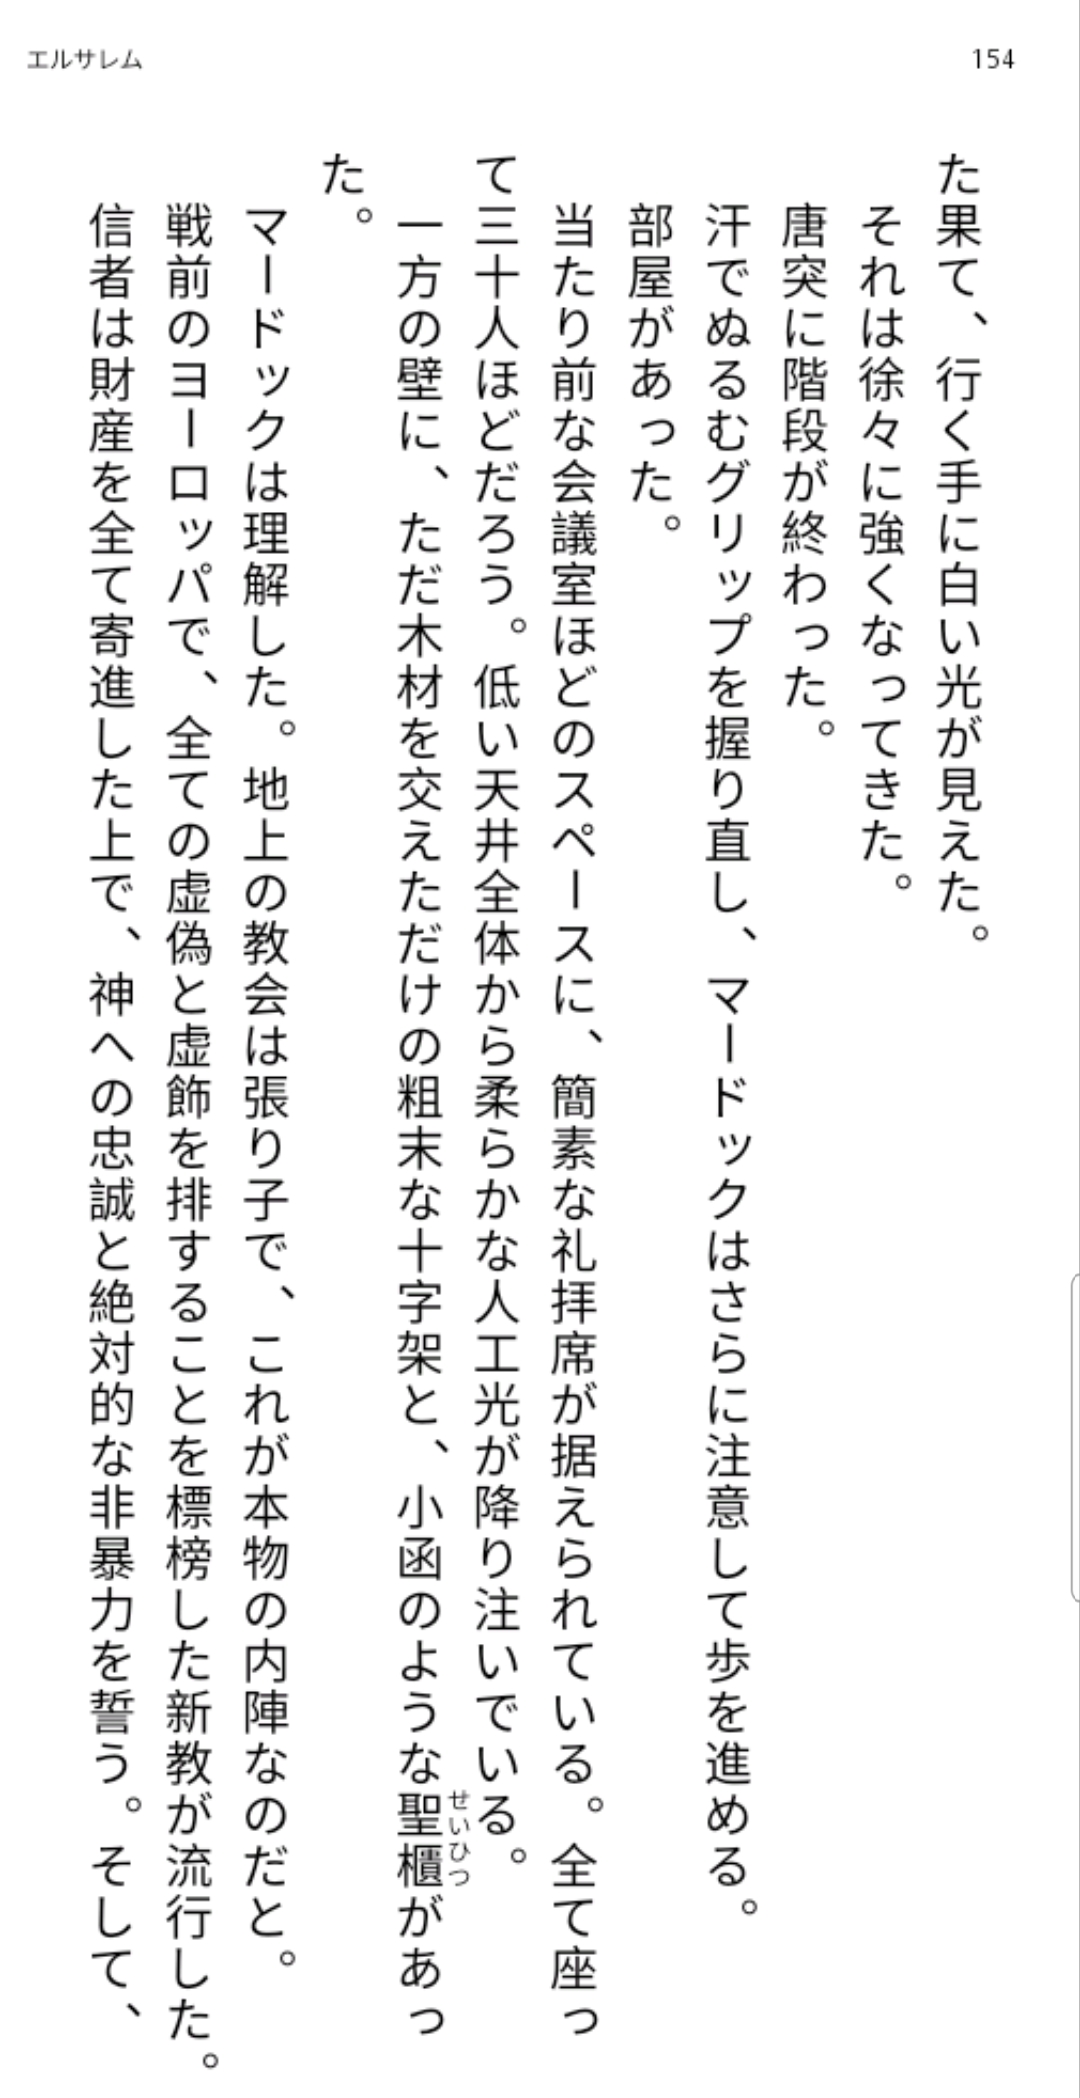 エルサレム
154
た果て、行く手に白い光が見えた。
それは徐々に強くなってきた。
唐突に階段が終わった。
汗でぬるむグリップを握り直し、マードックはさらに注意して歩を進める。
部屋があった。
当たり前な会議室ほどのスペースに、簡素な礼拝席が据えられている。全て座っ
て三十人ほどだろう。低い天井全体から柔らかな人工光が降り注いでいる。
一方の壁に、ただ木材を交えただけの粗末な十字架と、小函のような聖櫃があっ
せいひつ
た。
マードックは理解した。地上の教会は張り子で、これが本物の内陣なのだと。
戦前のヨーロッパで、全ての虚偽と虚飾を排することを標榜した新教が流行した。
信者は財産を全て寄進した上で、神への忠誠と絶対的な非暴力を誓う。そして、